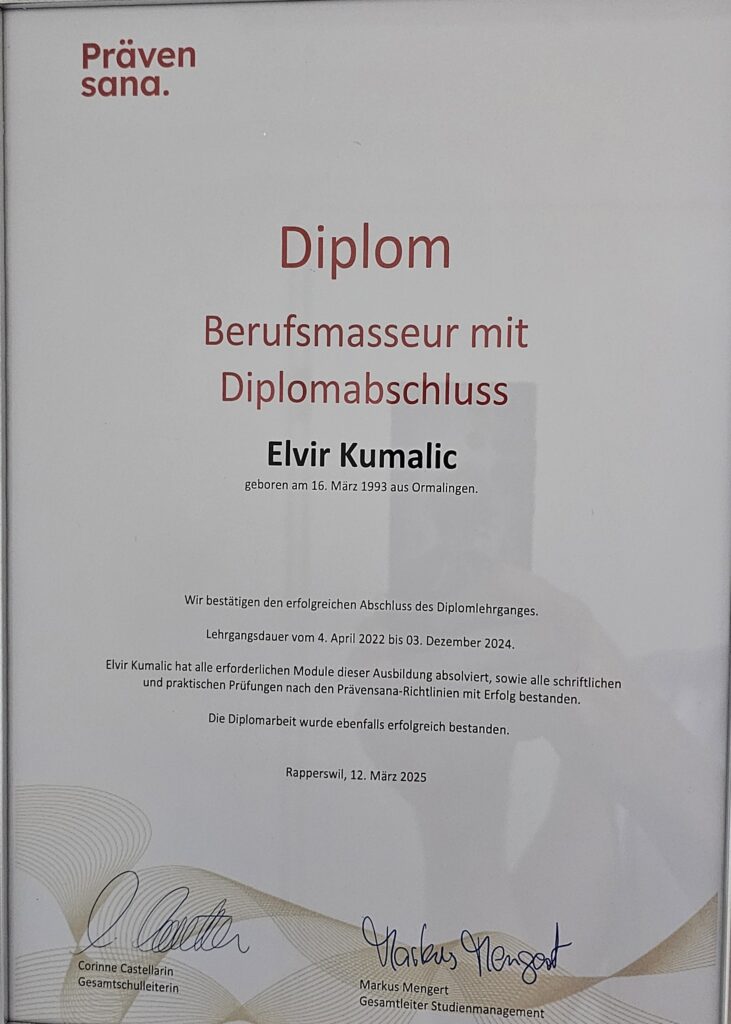 Präven
sana.
Diplom
Berufsmasseur mit
Diplomabschluss
Elvir Kumalic
geboren am 16. März 1993 aus Ormalingen.
Wir bestätigen den erfolgreichen Abschluss des Diplomlehrganges.
Lehrgangsdauer vom 4. April 2022 bis 03. Dezember 2024.
Elvir Kumalic hat alle erforderlichen Module dieser Ausbildung absolviert, sowie alle schriftlichen
und praktischen Prüfungen nach den Prävensana-Richtlinien mit Erfolg bestanden.
Die Diplomarbeit wurde ebenfalls erfolgreich bestanden.
Rapperswil, 12. März 2025
Corinne Castellarin
Gesamtschulleiterin
Markus Mengert
Markus Mengert
Gesamtleiter Studienmanagement